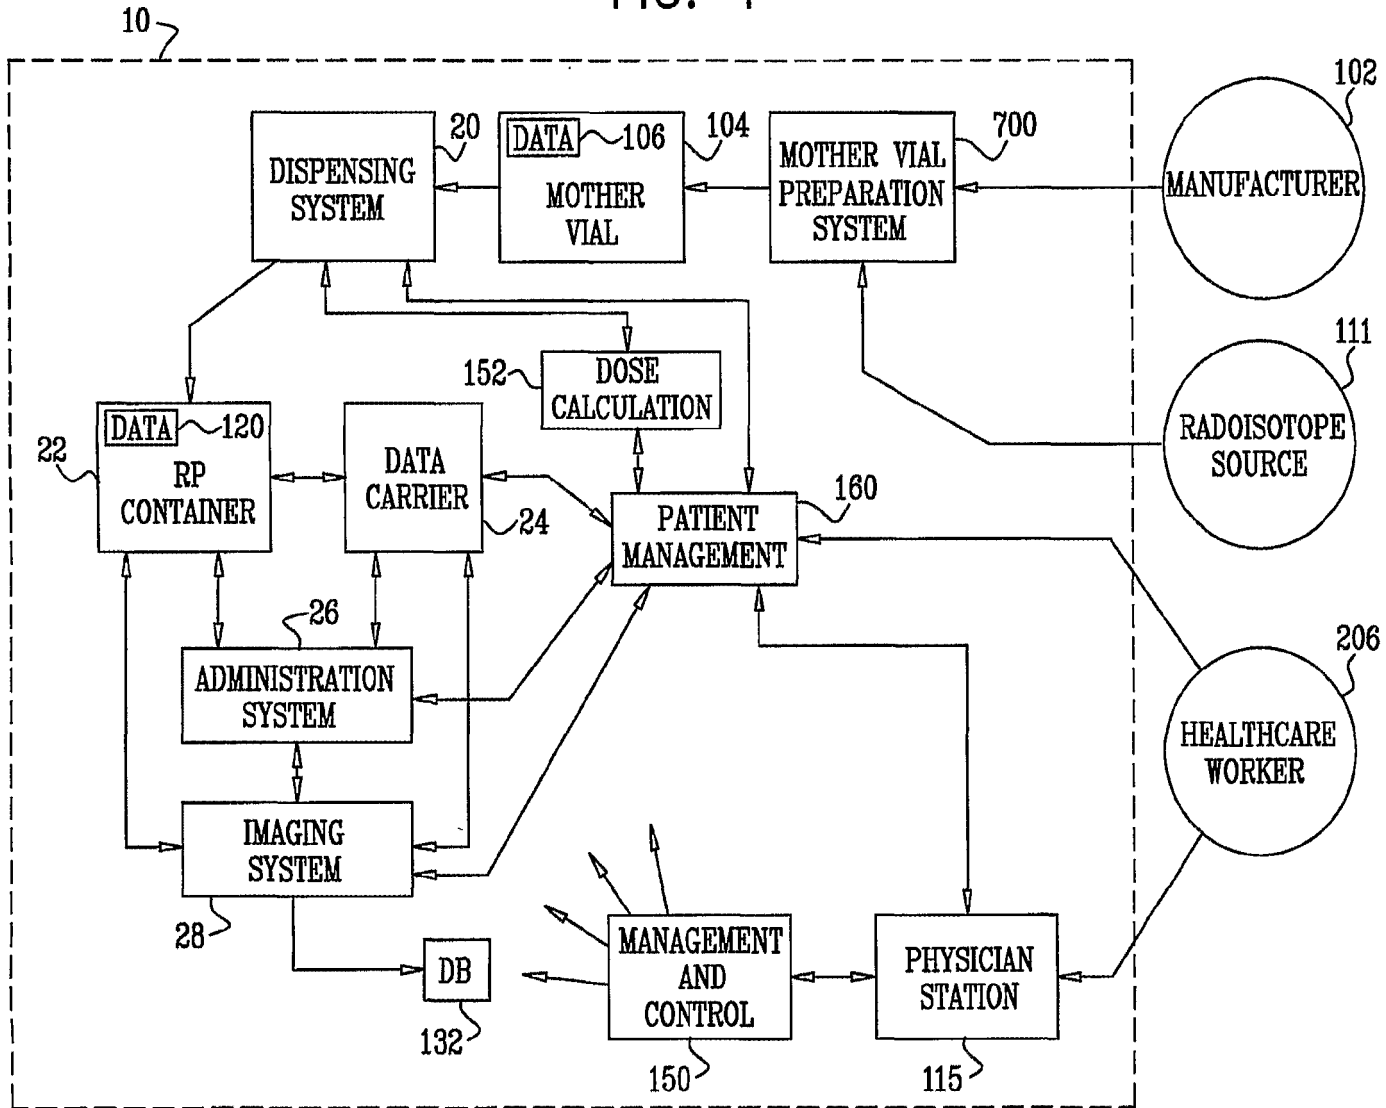 10
102
20
DATA
106
104
700
DISPENSING
SYSTEM
MOTHER
VIAL
MOTHER VIAL
PREPARATION
SYSTEM
MANUFACTURER
111
152
DOSE
CALCULATION
RADOISOTOPE
SOURCE
DATA
120
22
RP
CONTAINER
DATA
CARRIER
24
160
PATIENT
MANAGEMENT
26
ADMINISTRATION
SYSTEM
206
HEALTHCARE
WORKER
IMAGING
SYSTEM
28
DB
132
MANAGEMENT
AND
CONTROL
150
PHYSICIAN
STATION
115